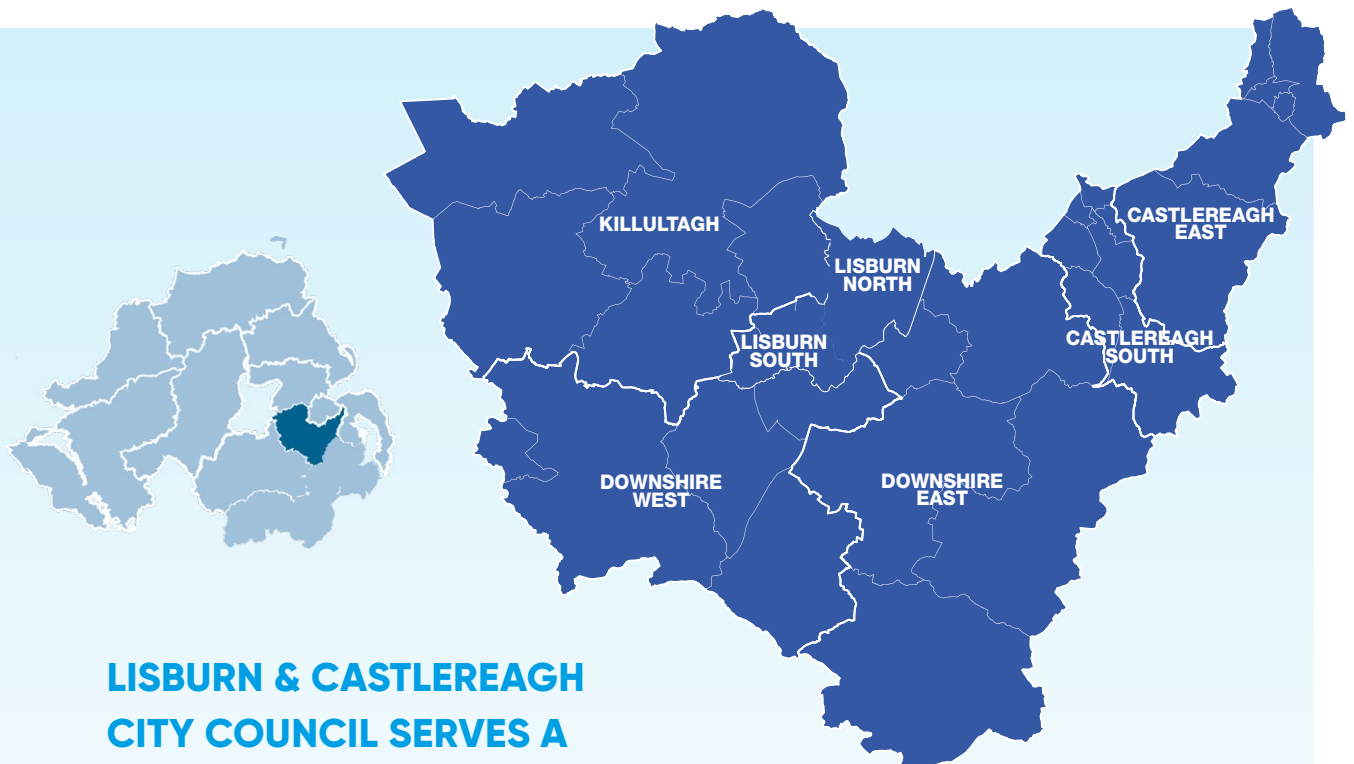 KILLULTAGH
CASTLEREAGH
EAST
LISBURN
NORTH
LISBURN
SOUTH
CASTLEREAGH
SOUTH
DOWNSHIRE
WEST
DOWNSHIRE
EAST
LISBURN & CASTLEREAGH
CITY COUNCIL SERVES A